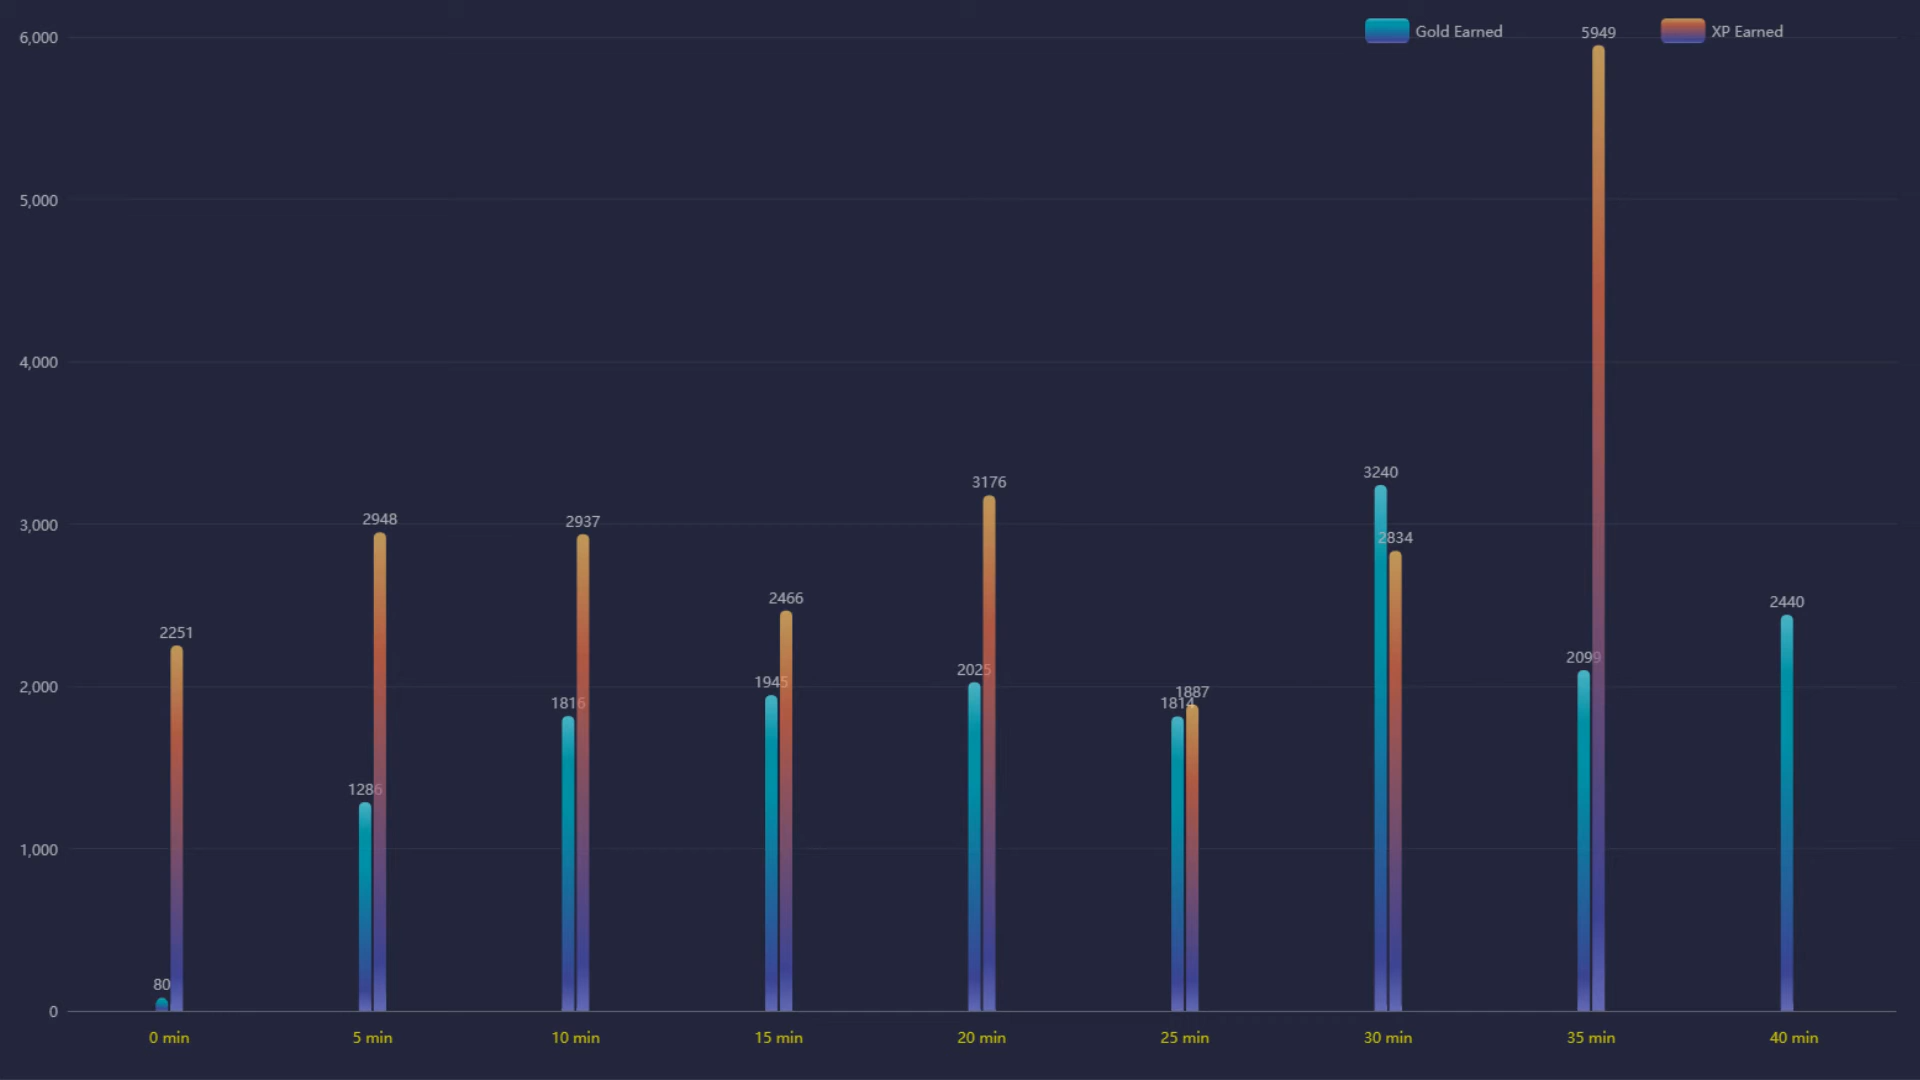 Gold Earned
XP Earned
6,000
5,000
4,000
3,000
2,000
1,000
0
80
2251
1286
2948
1816
2937
1945
2466
2025
3176
1814
1887
3240
2834
2099
5949
2440
0 min
5 min
10 min
15 min
20 min
25 min
30 min
35 min
40 min